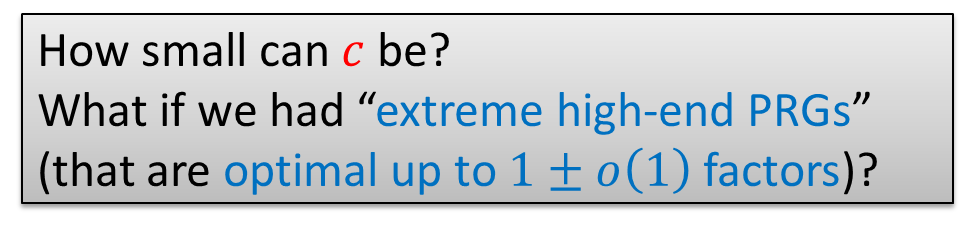 How small can c be?
What if we had “extreme high-end PRGs”
(that are optimal up to 1 ± o(1) factors)?